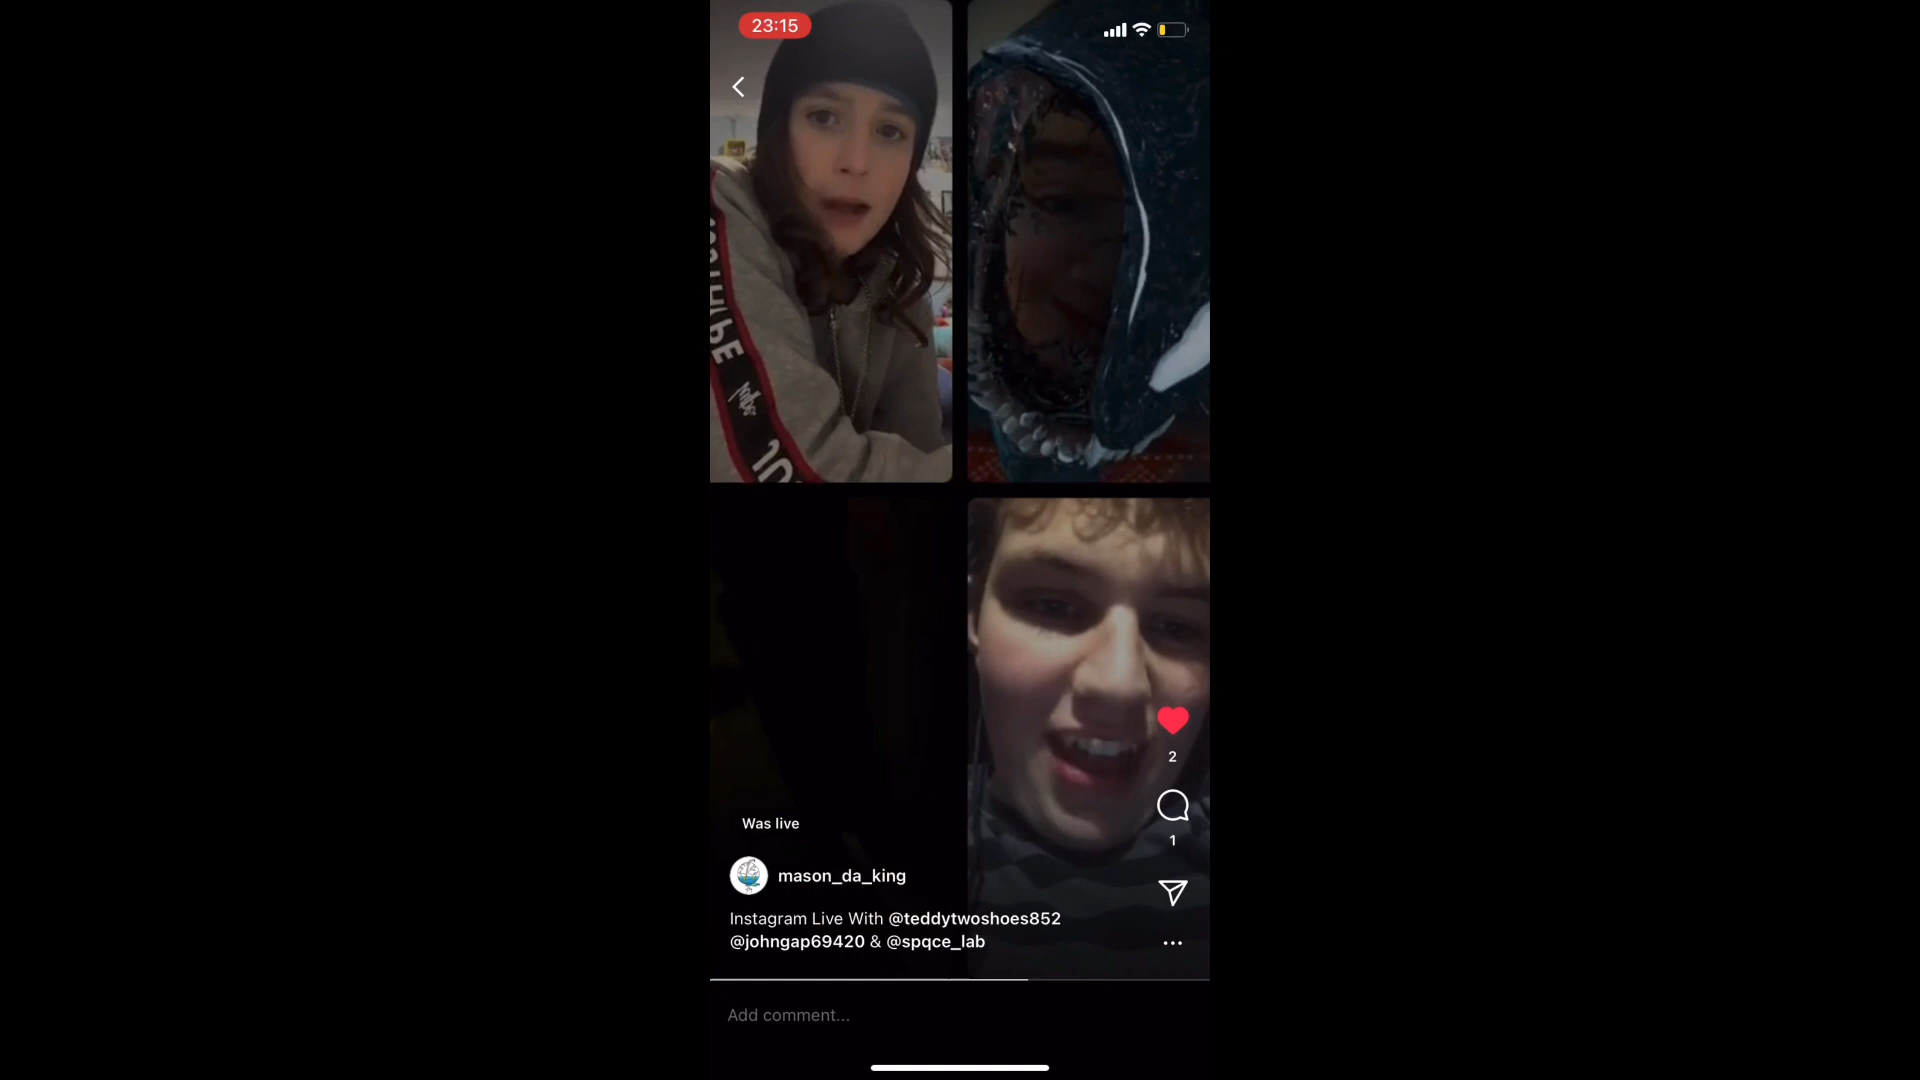 23:15
Was live
mason_da_king
Instagram Live With @teddytwoshoes852
@johngap69420 & @spqce_lab
2
1
Add comment...